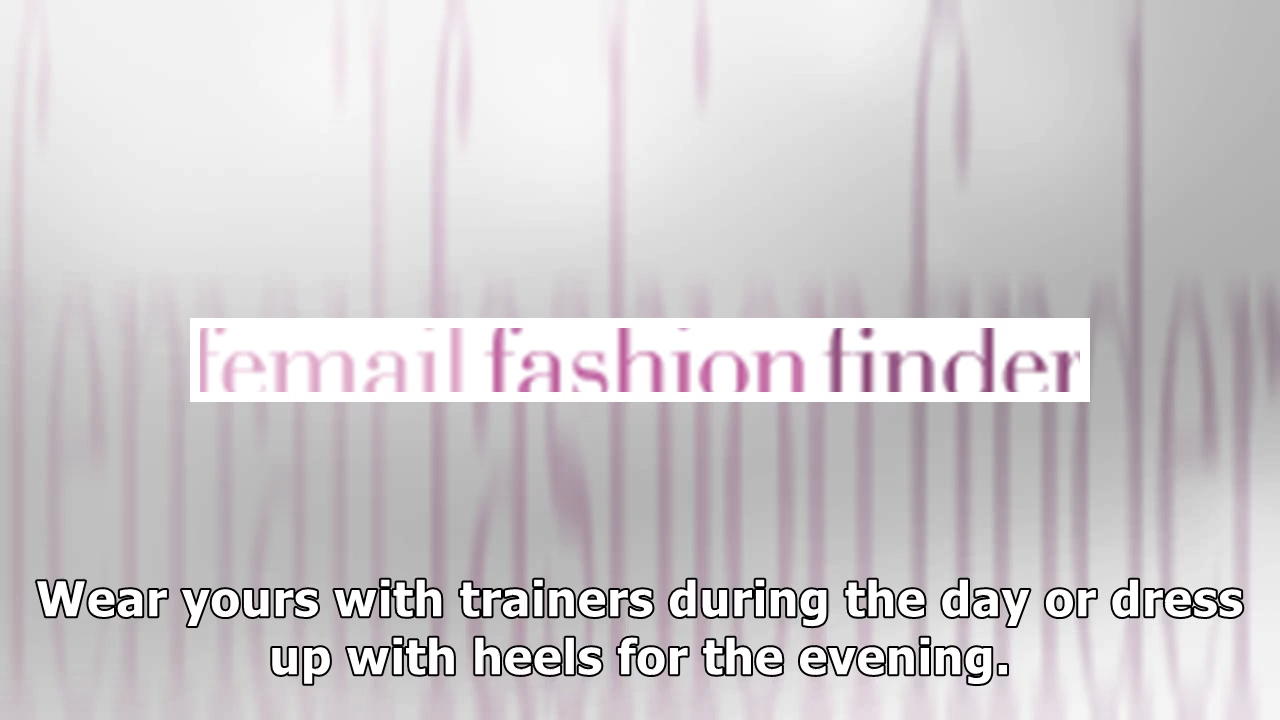 femail fashion finder
Wear yours with trainers during the day or dress
up with heels for the evening.